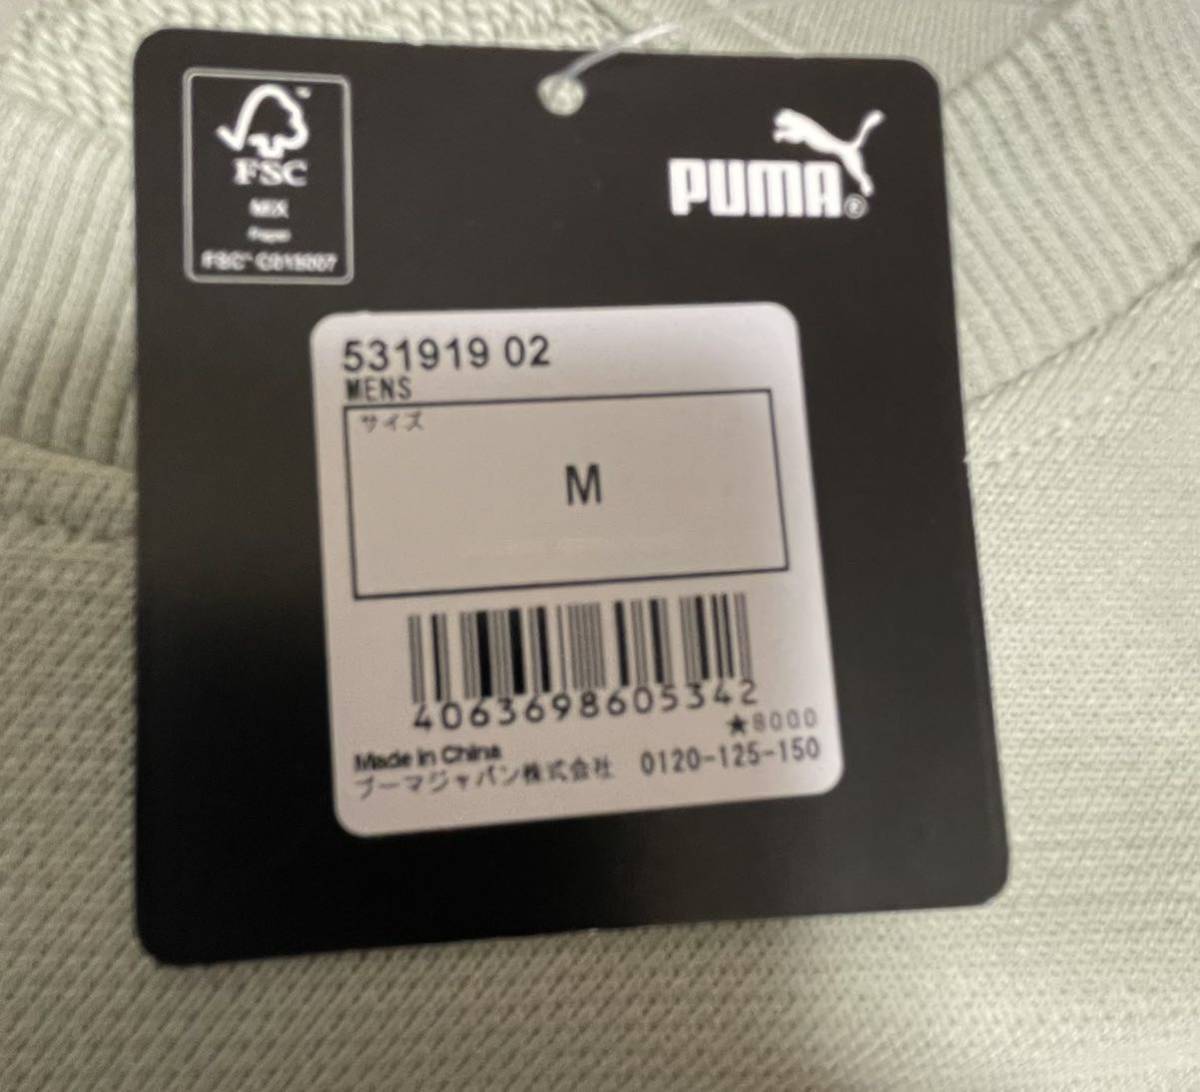 FSC
MIX
Paper
FSC™ C019007
PUMA®
531919 02
MENS
サイズ
M
4063698605342
★8000
Made in China
プーマジャパン株式会社 0120-125-150